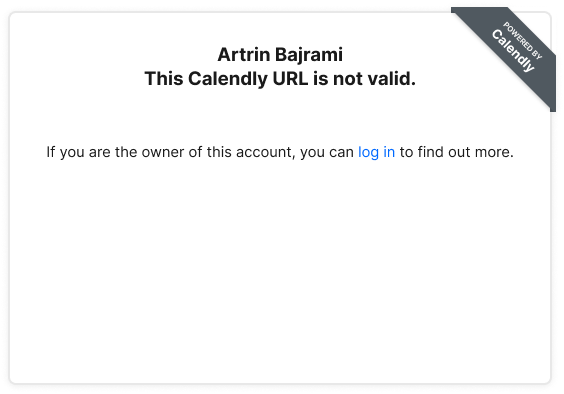 Artrin Bajrami
This Calendly URL is not valid.
POWERED BY
Calendly
If you are the owner of this account, you can log in to find out more.